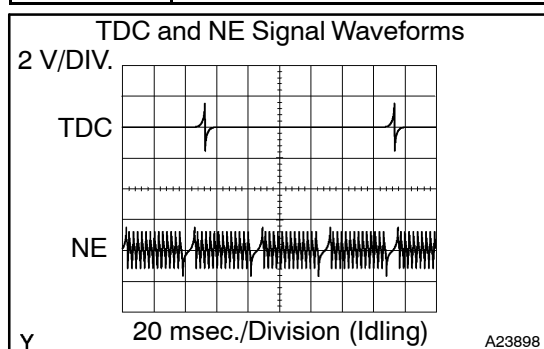 TDC and NE Signal Waveforms
2 V/DIV.
TDC
NE
20 msec./Division (Idling)
Y
A23898